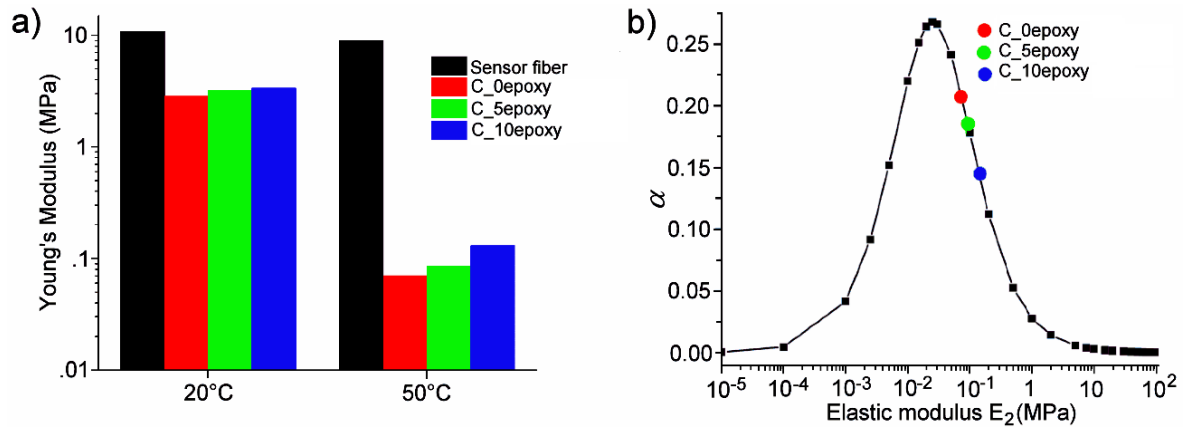 a)
Young's Modulus (MPa)
10
1
.1
.01
20°C
50°C
Sensor fiber
C_0epoxy
C_5epoxy
C_10epoxy
b)
α
0.25
0.20
0.15
0.10
0.05
0.00
C_0epoxy
C_5epoxy
C_10epoxy
10-5 10-4 10-3 10-2 10-1 1 10 102
Elastic modulus E2(MPa)